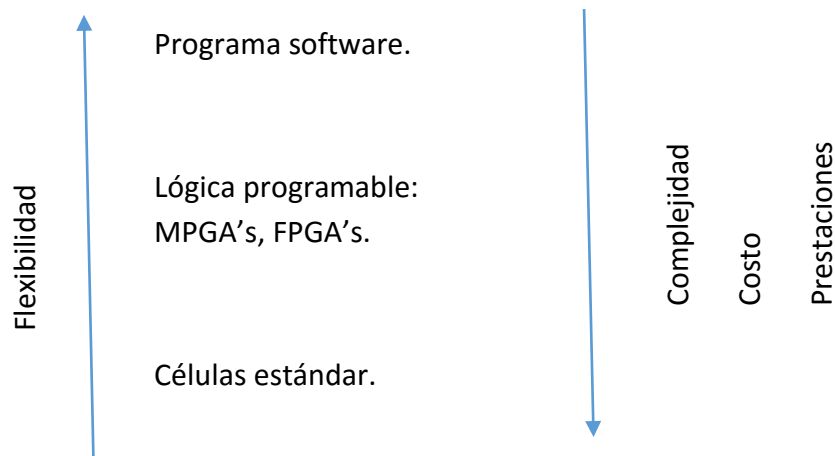 Flexibilidad
Programa software.
Lógica programable:
MPGA’s, FPGA’s.
Células estándar.
Complejidad
Costo
Prestaciones